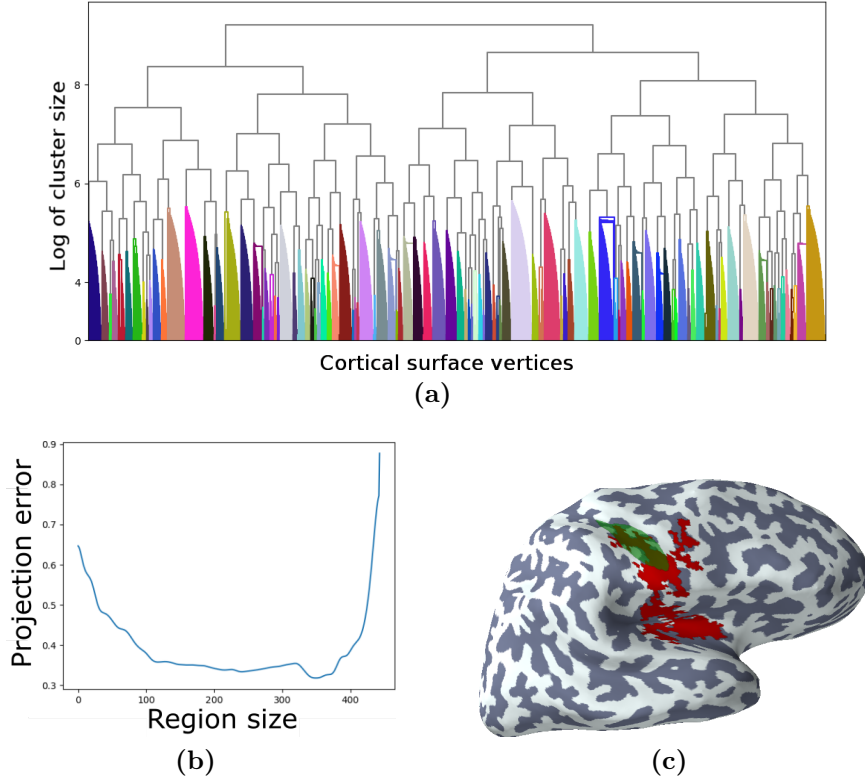 Log of cluster size
8
6
4
0
Cortical surface vertices
(a)
Projection error
0.9
0.8
0.7
0.6
0.5
0.4
0.3
0 100 200 300 400
Region size
(b)
(c)